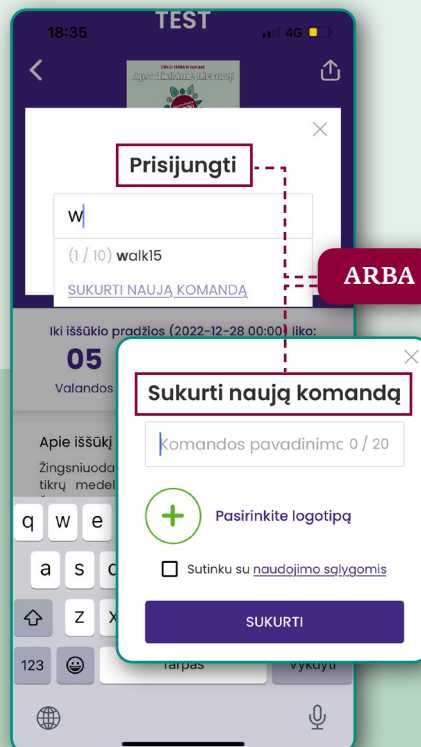 TEST
18:35
4G
Prisijungti
w
(1 / 10) walk15
SUKURTI NAUJĄ KOMANDĄ
ARBA
Iki iššūkio pradžios (2022-12-28 00:00) liko:
05
Valandos
Sukurti naują komandą
Komandos pavadinimo 0 / 20
Apie iššūkį
Žingsniuoda
tikrų medel
Pasirinkite logotipą
Sutinku su naudojimo sąlygomis
SUKURTI
q w e
a s
z
123
Tarpas Vykdyti